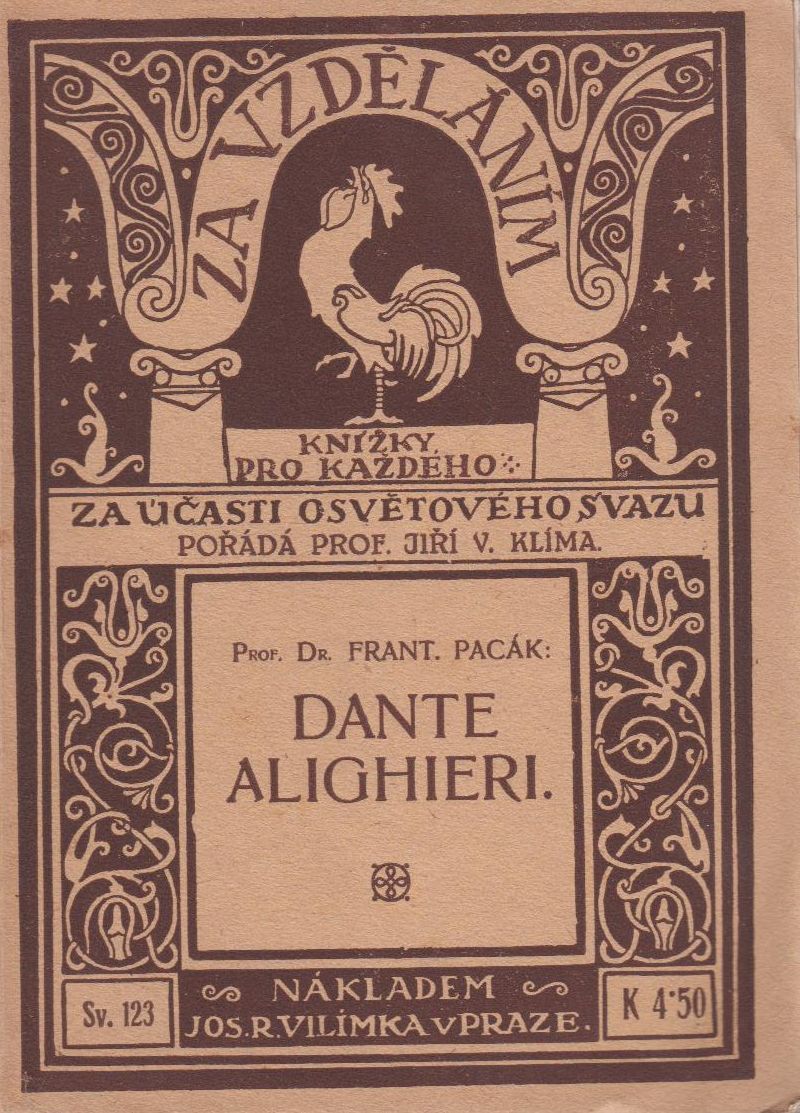 ZA VZDĚLÁNÍM
KNÍŽKY
PRO KAŽDÉHO
ZA ÚČASTI OSVĚTOVÉHO SVAZU
POŘÁDÁ PROF. JIŘÍ V. KLÍMA.
PROF. DR. FRANT. PACÁK:
DANTE
ALIGHIERI.
Sv. 123
NÁKLADEM
JOS. R. VILÍMKA V PRAZE.
K 4·50